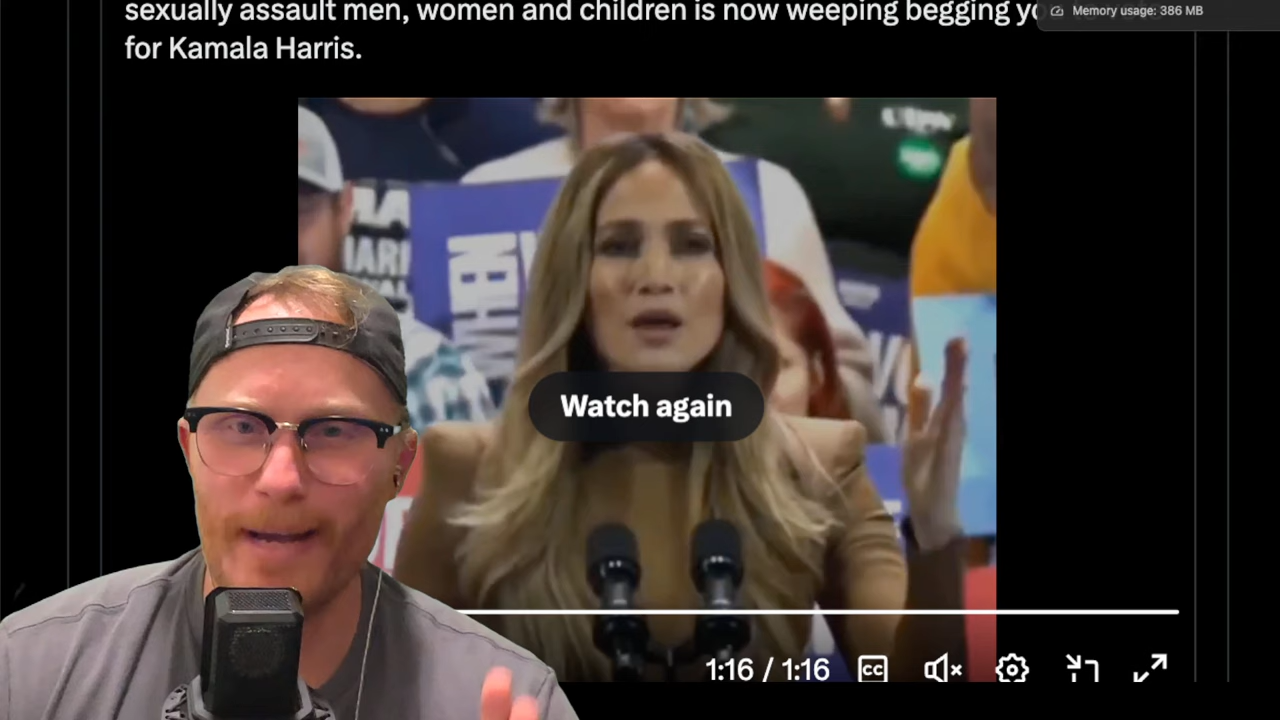 sexually assault men, women and children is now weeping begging
Memory usage: 386 MB
for Kamala Harris.
Watch again
1:16 / 1:16
CC